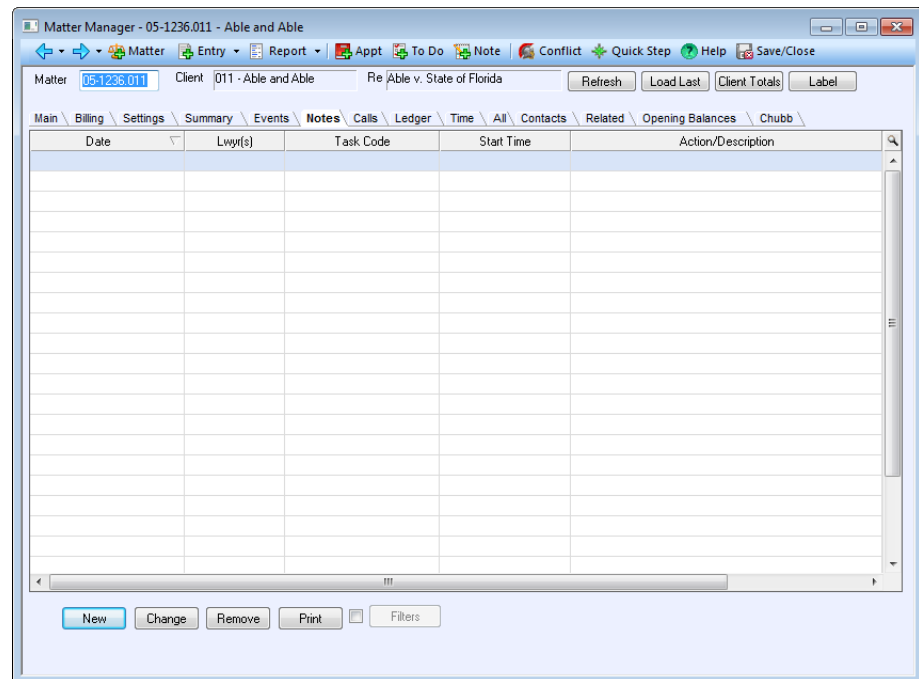 Matter Manager - 05-1236.011 - Able and Able
Matter Entry Report Appt To Do Note Conflict Quick Step Help Save/Close
Matter 05-1236.011 Client 011 - Able and Able Re Able v. State of Florida Refresh Load Last Client Totals Label
Main Billing Settings Summary Events Notes Calls Ledger Time All Contacts Related Opening Balances Chubb
Date Lwyr(s) Task Code Start Time Action/Description
New Change Remove Print Filters